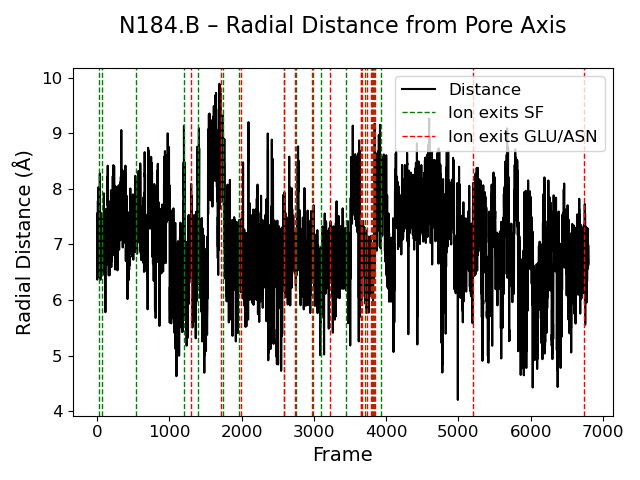 N184.B – Radial Distance from Pore Axis
Distance
Ion exits SF
Ion exits GLU/ASN
Radial Distance (Å)
10
9
8
7
6
5
4
0 1000 2000 3000 4000 5000 6000 7000
Frame